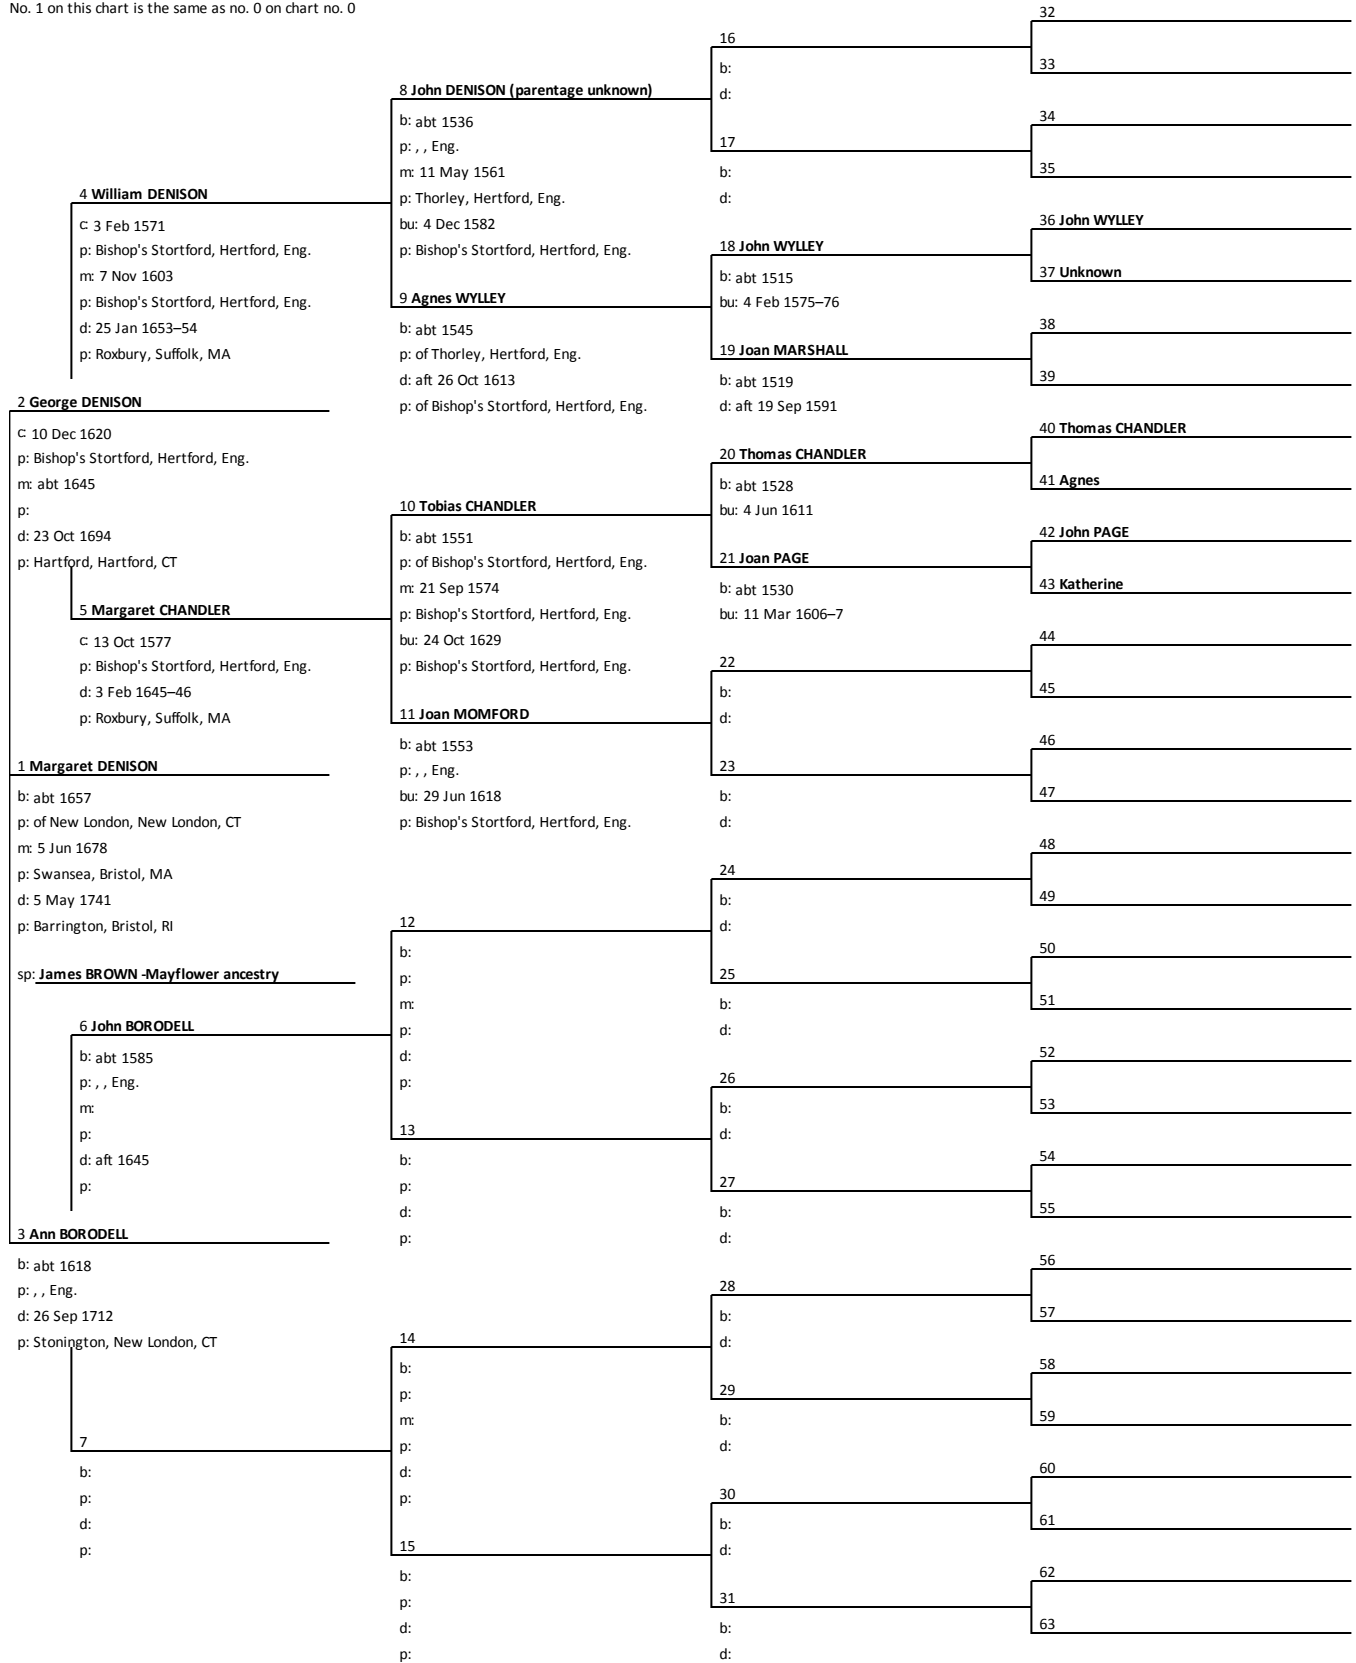 No. 1 on this chart is the same as no. 0 on chart no. 0
4 William DENISON
c: 3 Feb 1571
p: Bishop's Stortford, Hertford, Eng.
m: 7 Nov 1603
p: Bishop's Stortford, Hertford, Eng.
d: 25 Jan 1653–54
p: Roxbury, Suffolk, MA
2 George DENISON
c: 10 Dec 1620
p: Bishop's Stortford, Hertford, Eng.
m: abt 1645
p:
d: 23 Oct 1694
p: Hartford, Hartford, CT
5 Margaret CHANDLER
c: 13 Oct 1577
p: Bishop's Stortford, Hertford, Eng.
d: 3 Feb 1645–46
p: Roxbury, Suffolk, MA
1 Margaret DENISON
b: abt 1657
p: of New London, New London, CT
m: 5 Jun 1678
p: Swansea, Bristol, MA
d: 5 May 1741
p: Barrington, Bristol, RI
sp: James BROWN -Mayflower ancestry
6 John BORODELL
b: abt 1585
p: , , Eng.
m:
p:
d: aft 1645
p:
3 Ann BORODELL
b: abt 1618
p: , , Eng.
d: 26 Sep 1712
p: Stonington, New London, CT
7
b:
p:
d:
p:
8 John DENISON (parentage unknown)
b: abt 1536
p: , , Eng.
m: 11 May 1561
p: Thorley, Hertford, Eng.
bu: 4 Dec 1582
p: Bishop's Stortford, Hertford, Eng.
9 Agnes WYLLEY
b: abt 1545
p: of Thorley, Hertford, Eng.
d: aft 26 Oct 1613
p: of Bishop's Stortford, Hertford, Eng.
10 Tobias CHANDLER
b: abt 1551
p: of Bishop's Stortford, Hertford, Eng.
m: 21 Sep 1574
p: Bishop's Stortford, Hertford, Eng.
bu: 24 Oct 1629
p: Bishop's Stortford, Hertford, Eng.
11 Joan MOMFORD
b: abt 1553
p: , , Eng.
bu: 29 Jun 1618
p: Bishop's Stortford, Hertford, Eng.
12
b:
p:
m:
p:
d:
p:
13
b:
p:
d:
p:
14
b:
p:
m:
p:
d:
p:
15
b:
p:
d:
p:
16
b:
d:
17
b:
d:
18 John WYLLEY
b: abt 1515
bu: 4 Feb 1575–76
19 Joan MARSHALL
b: abt 1519
d: aft 19 Sep 1591
20 Thomas CHANDLER
b: abt 1528
bu: 4 Jun 1611
21 Joan PAGE
b: abt 1530
bu: 11 Mar 1606–7
22
b:
d:
23
b:
d:
24
b:
d:
25
b:
d:
26
b:
d:
27
b:
d:
28
b:
d:
29
b:
d:
30
b:
d:
31
b:
d:
32
33
34
35
36 John WYLLEY
37 Unknown
38
39
40 Thomas CHANDLER
41 Agnes
42 John PAGE
43 Katherine
44
45
46
47
48
49
50
51
52
53
54
55
56
57
58
59
60
61
62
63